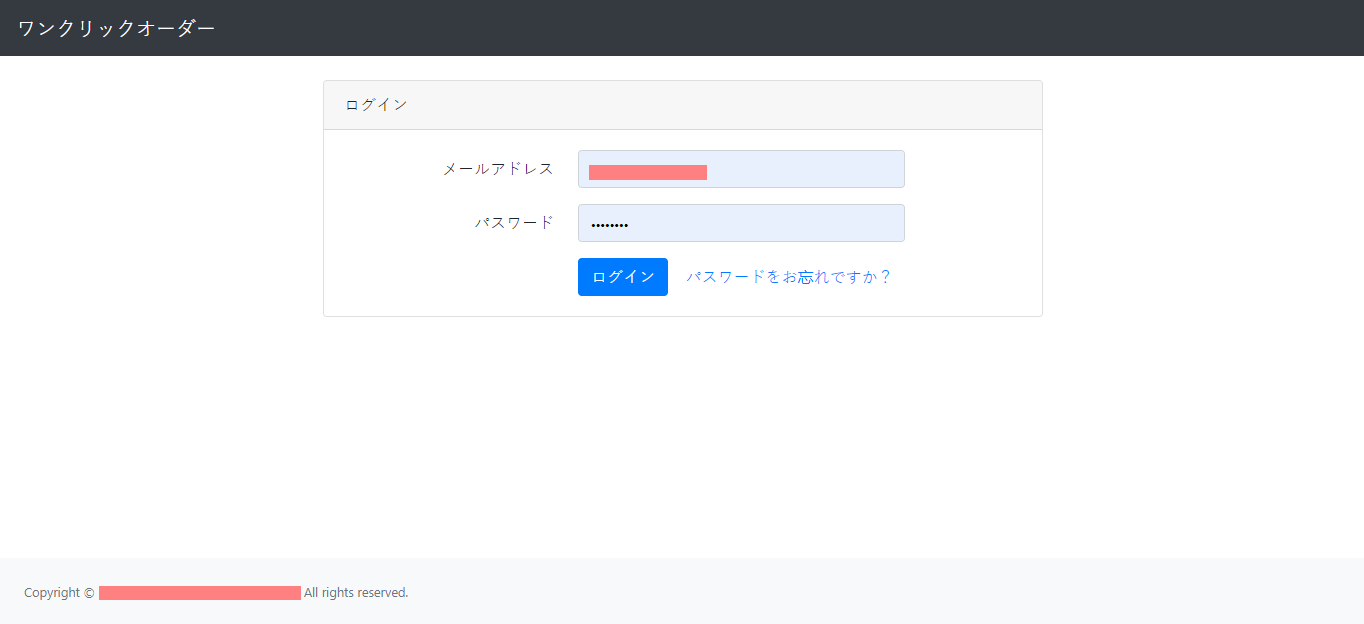 ワンクリックオーダー
ログイン
メールアドレス
パスワード ••••••••
ログイン パスワードをお忘れですか？
Copyright © All rights reserved.